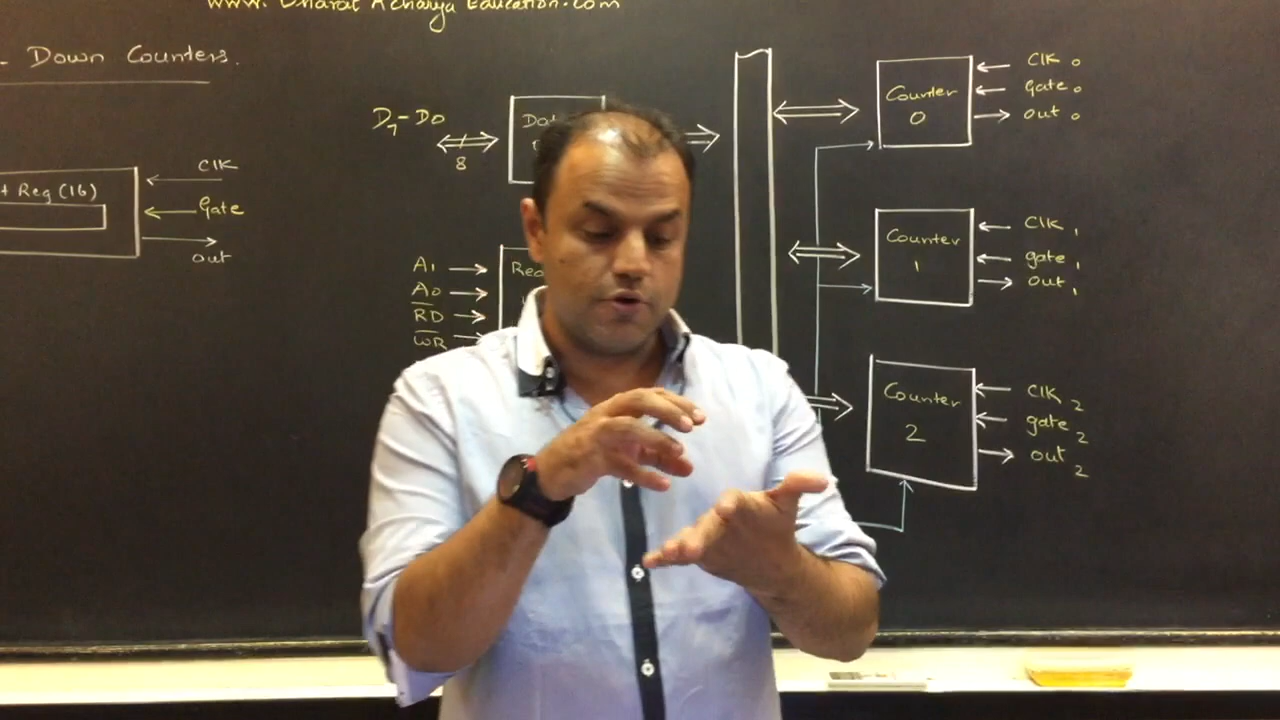 www. Bharat Acharya Education.com
- Down Counters.
+ Reg (16)
Clk
Gate
out
D7-D0
8
A1
A0
RD
WR
Counter
0
Clk 0
gate 0
out 0
Counter
1
Clk 1
gate 1
out 1
Counter
2
Clk 2
gate 2
out 2